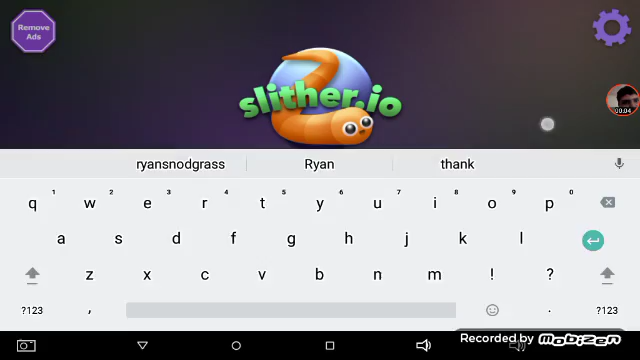 Remove
Ads
slither.io
00:04
ryansnodgrass Ryan thank
1 2 3 4 5 6 7 8 9 0
q w e r t y u i o p
a s d f g h j k l
z x c v b n m ! ?
?123 , . ?123
Recorded by MOBIZEN